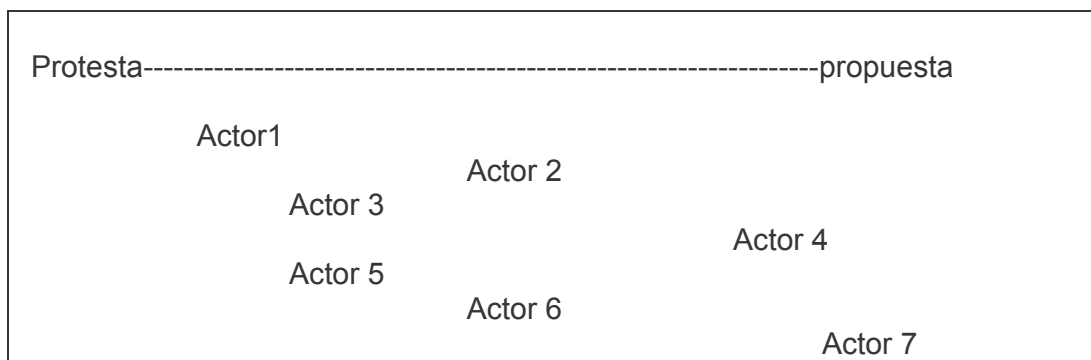 Protesta-------------------------------------------------------------------propuesta
Actor1
Actor 2
Actor 3
Actor 4
Actor 5
Actor 6
Actor 7